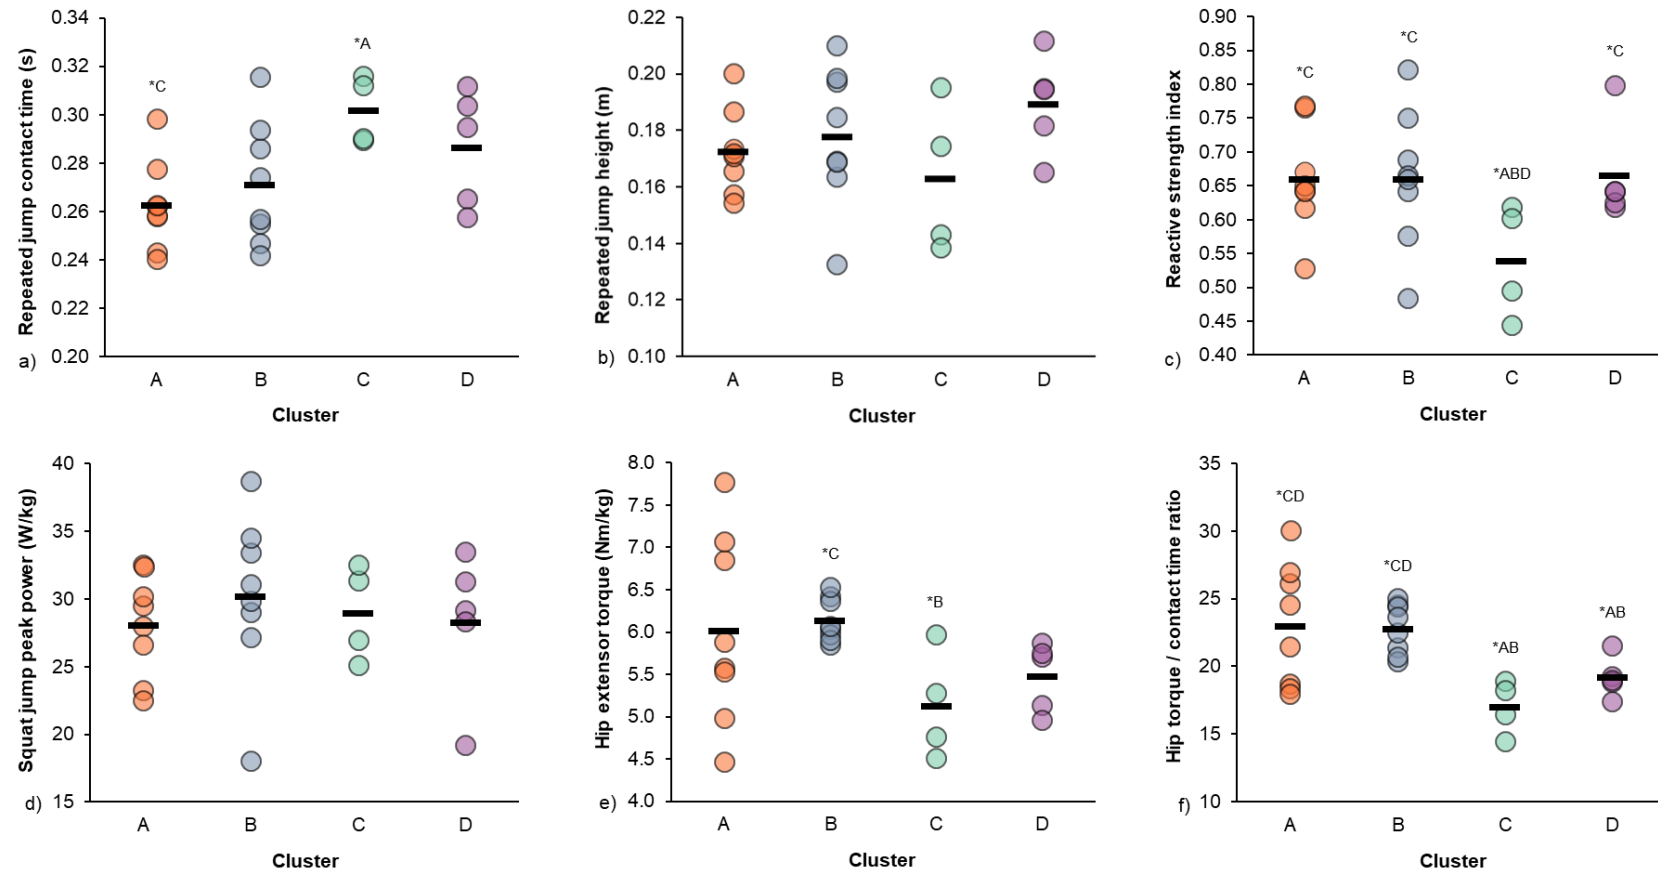 Repeated jump contact time (s)
0.34
0.32
0.30
0.28
0.26
0.24
0.22
0.20
*C
*A
a)
A B C D
Cluster
Repeated jump height (m)
0.22
0.20
0.18
0.16
0.14
0.12
0.10
b)
A B C D
Cluster
Reactive strength index
0.90
0.85
0.80
0.75
0.70
0.65
0.60
0.55
0.50
0.45
0.40
*C
*C
*ABD
*C
c)
A B C D
Cluster
Squat jump peak power (W/kg)
40
35
30
25
20
15
d)
A B C D
Cluster
Hip extensor torque (Nm/kg)
8.0
7.5
7.0
6.5
6.0
5.5
5.0
4.5
4.0
*C
*B
e)
A B C D
Cluster
Hip torque / contact time ratio
35
30
25
20
15
10
*CD
*CD
*AB
*AB
f)
A B C D
Cluster